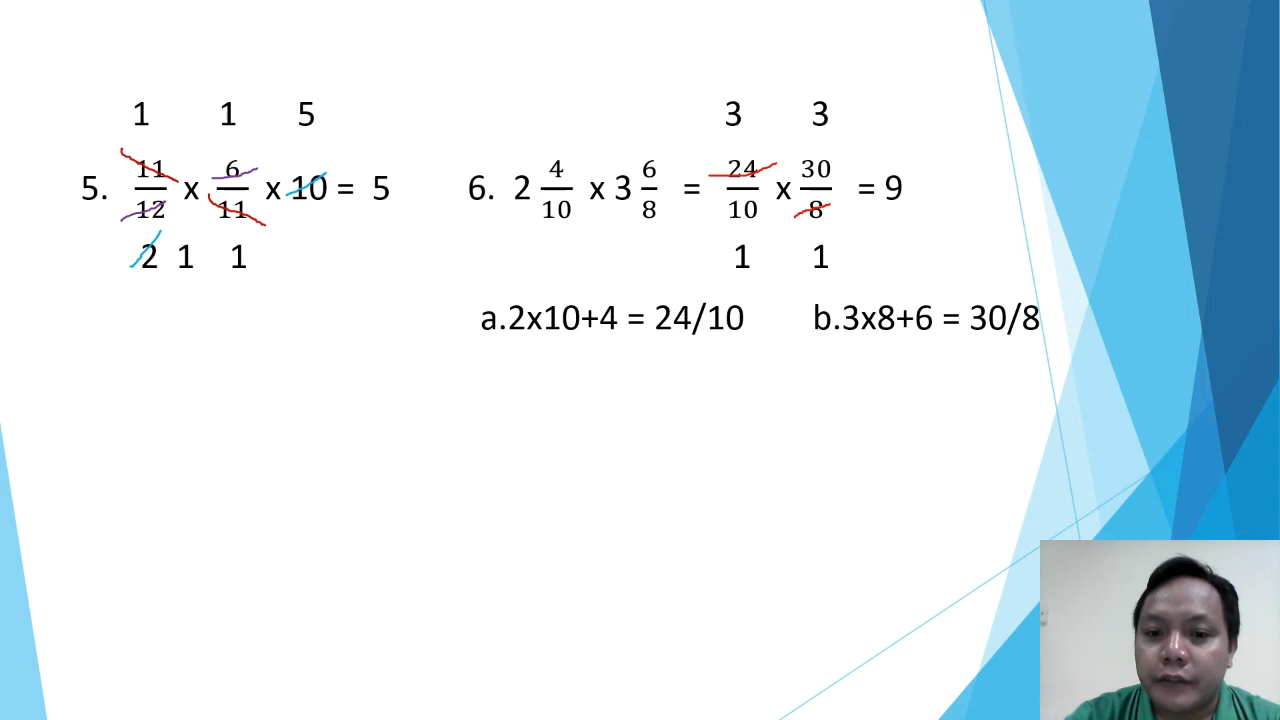 1 1 5
5. 11/12 x 6/11 x 10 = 5
2 1 1
3 3
6. 2 4/10 x 3 6/8 = 24/10 x 30/8 = 9
1 1
a.2x10+4 = 24/10 b.3x8+6 = 30/8